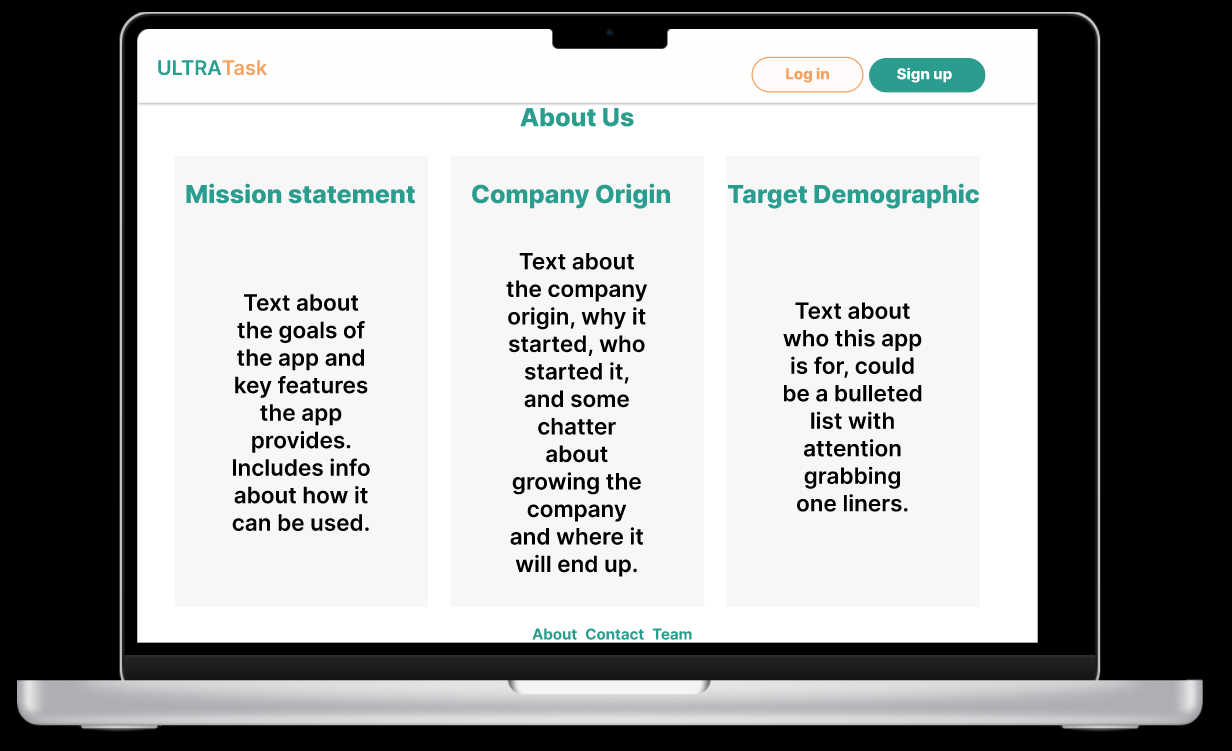 ULTRATask
Log in
Sign up
About Us
Mission statement
Text about
the goals of
the app and
key features
the app
provides.
Includes info
about how it
can be used.
Company Origin
Text about
the company
origin, why it
started, who
started it,
and some
chatter
about
growing the
company
and where it
will end up.
Target Demographic
Text about
who this app
is for, could
be a bulleted
list with
attention
grabbing
one liners.
About Contact Team